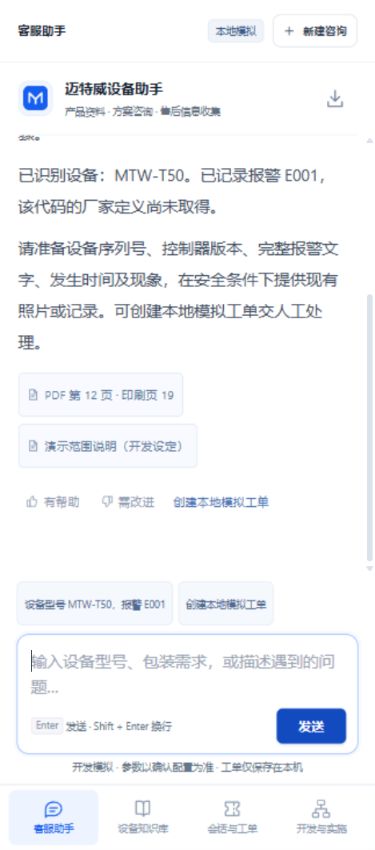 客服助手
本地模拟
+ 新建咨询
迈特威设备助手
产品资料 · 方案咨询 · 售后信息收集
已识别设备：MTW-T50。已记录报警 E001，
该代码的厂家定义尚未取得。
请准备设备序列号、控制器版本、完整报警文
字、发生时间及现象，在安全条件下提供现有
照片或记录。可创建本地模拟工单交人工处
理。
PDF 第 12 页 · 印刷页 19
演示范围说明（开发设定）
有帮助
需改进
创建本地模拟工单
设备型号 MTW-T50，报警 E001
创建本地模拟工单
输入设备型号、包装需求，或描述遇到的问
题...
Enter 发送 · Shift + Enter 换行
发送
开发模拟 · 参数以确认配置为准 · 工单仅保存在本机
客服助手
设备知识库
会话与工单
开发与实施